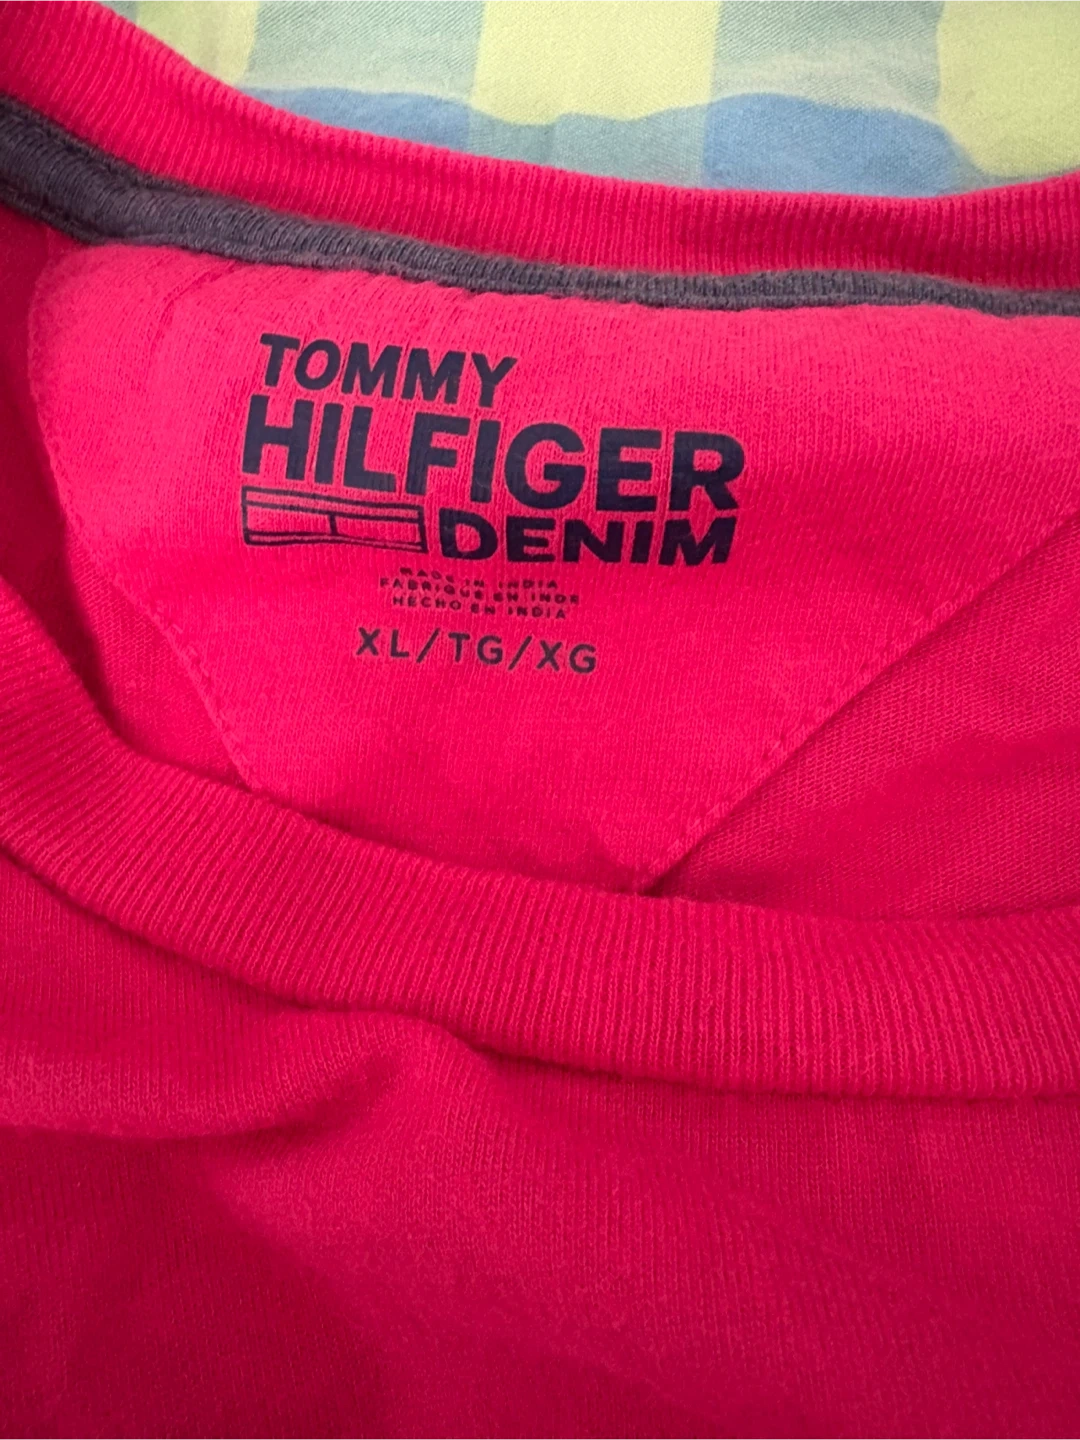 TOMMY
HILFIGER
DENIM
MADE IN INDIA
FABRIQUE EN INDE
HECHO EN INDIA
XL/TG/XG